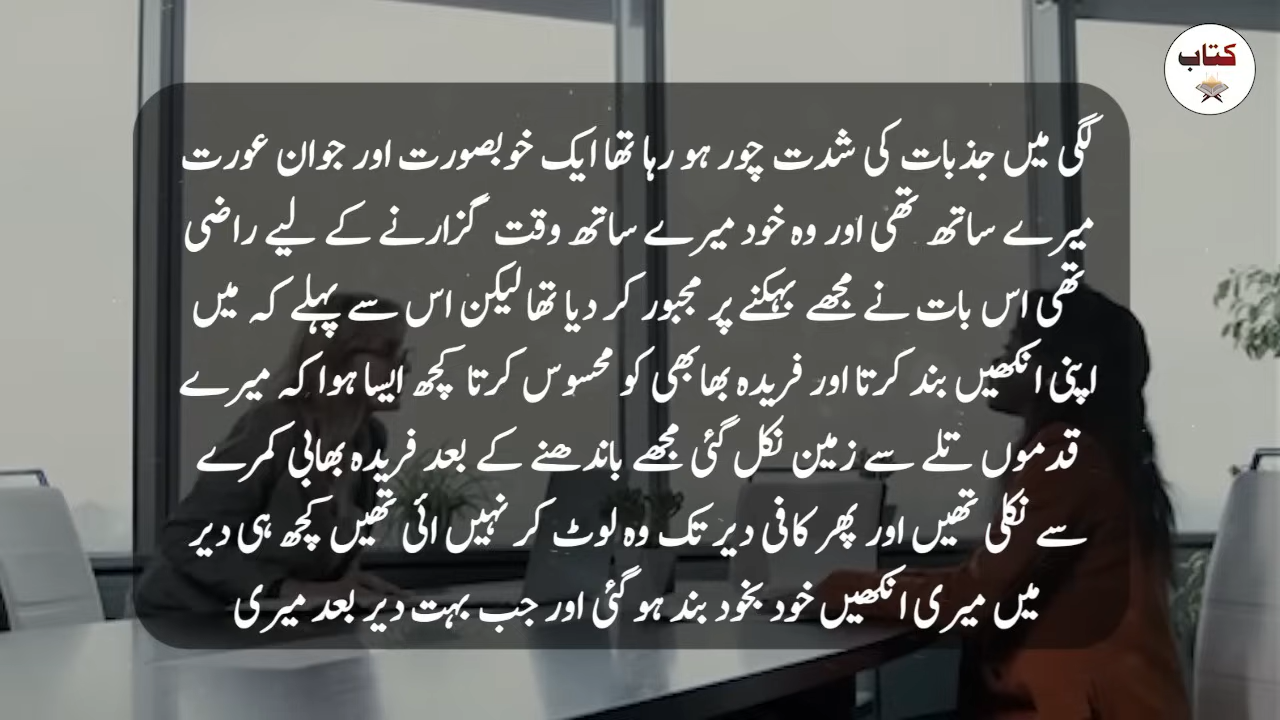 کتاب
لگی میں جذبات کی شدت چور ہو رہا تھا ایک خوبصورت اور جوان عورت
میرے ساتھ تھی اور وہ خود میرے ساتھ وقت گزارنے کے لیے راضی
تھی اس بات نے مجھے بہکنے پر مجبور کر دیا تھا لیکن اس سے پہلے کہ میں
اپنی انکھیں بند کرتا اور فریدہ بھابھی کو محسوس کرتا کچھ ایسا ہوا کہ میرے
قدموں تلے سے زمین نکل گئی مجھے باندھنے کے بعد فریدہ بھابی کمرے
سے نکلی تھیں اور پھر کافی دیر تک وہ لوٹ کر نہیں ائی تھیں کچھ ہی دیر
میں میری انکھیں خود بخود بند ہو گئی اور جب بہت دیر بعد میری